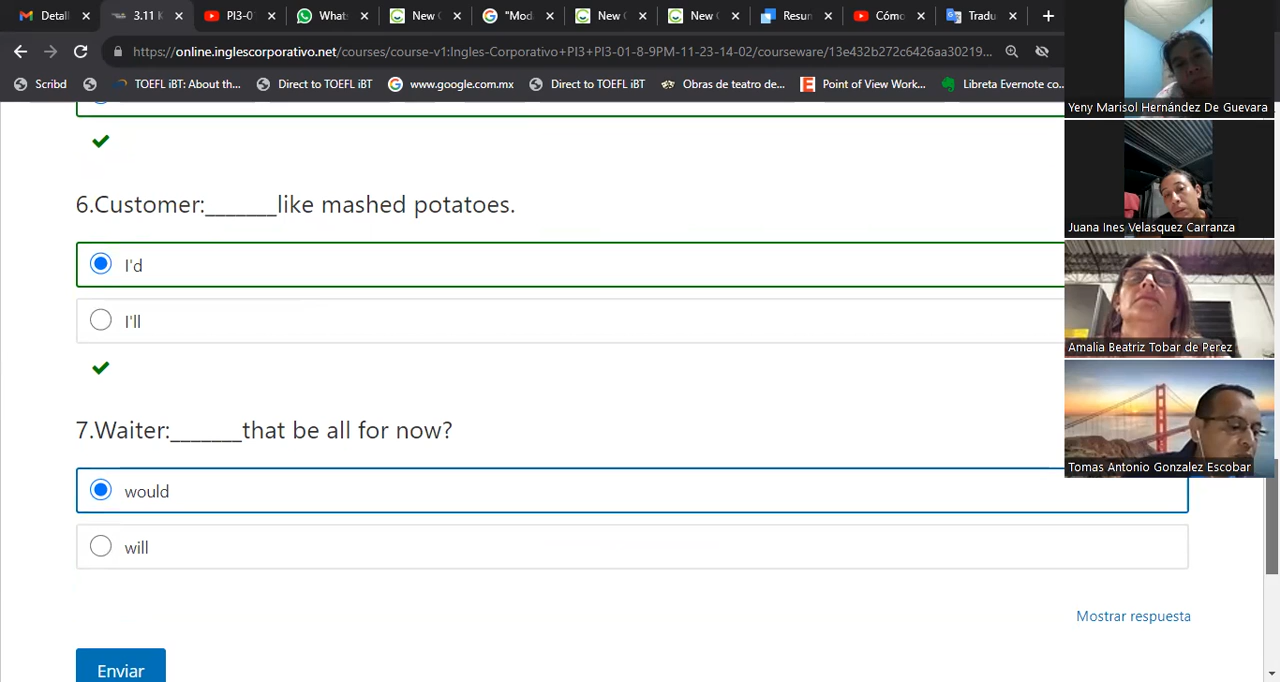 Detail
3.11 K
PI3-01
Whats
New C
"Mod
New C
New C
Resun
Cómo
Tradu
https://online.inglescorporativo.net/courses/course-v1:Ingles-Corporativo+PI3+PI3-01-8-9PM-11-23-14-02/courseware/13e432b272c6426aa30219...
Scribd
TOEFL iBT: About th...
Direct to TOEFL iBT
www.google.com.mx
Direct to TOEFL iBT
Obras de teatro de...
Point of View Work...
Libreta Evernote co...
Yeny Marisol Hernández De Guevara
Juana Ines Velasquez Carranza
Amalia Beatriz Tobar de Perez
Tomas Antonio Gonzalez Escobar
6.Customer:_______like mashed potatoes.
I'd
I'll
7.Waiter:_______that be all for now?
would
will
Mostrar respuesta
Enviar